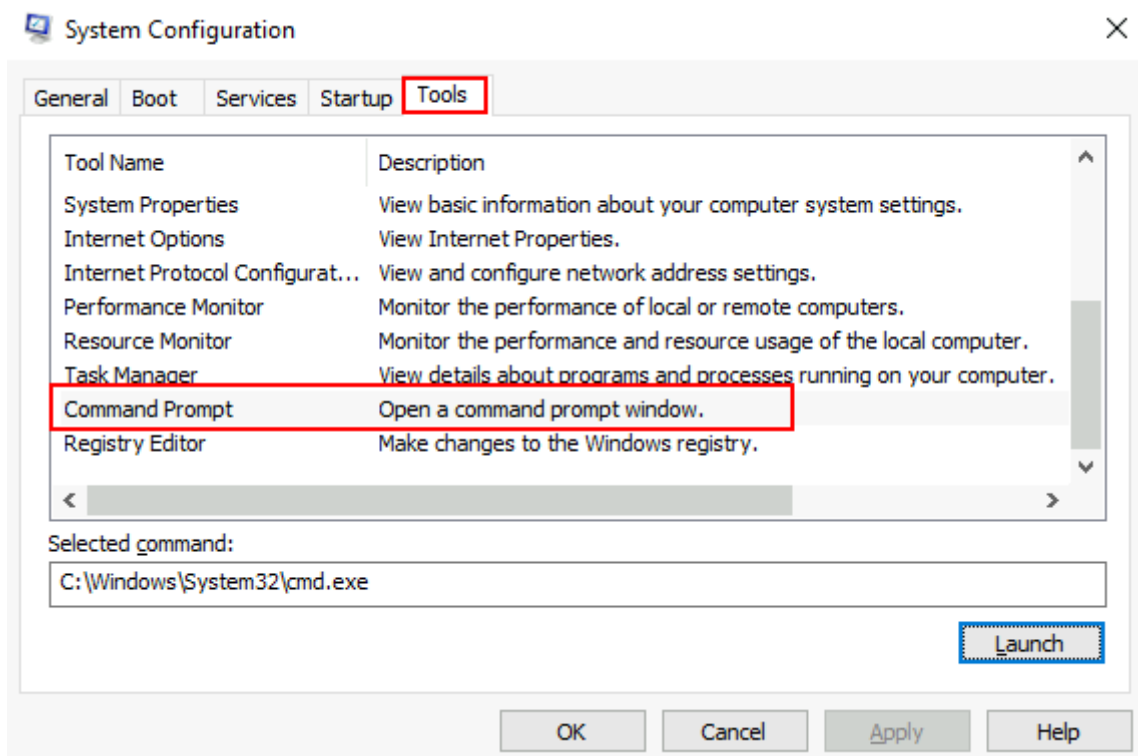 System Configuration
General Boot Services Startup Tools
Tool Name Description
System Properties View basic information about your computer system settings.
Internet Options View Internet Properties.
Internet Protocol Configurat... View and configure network address settings.
Performance Monitor Monitor the performance of local or remote computers.
Resource Monitor Monitor the performance and resource usage of the local computer.
Task Manager View details about programs and processes running on your computer.
Command Prompt Open a command prompt window.
Registry Editor Make changes to the Windows registry.
Selected command:
C:\Windows\System32\cmd.exe
Launch
OK Cancel Apply Help